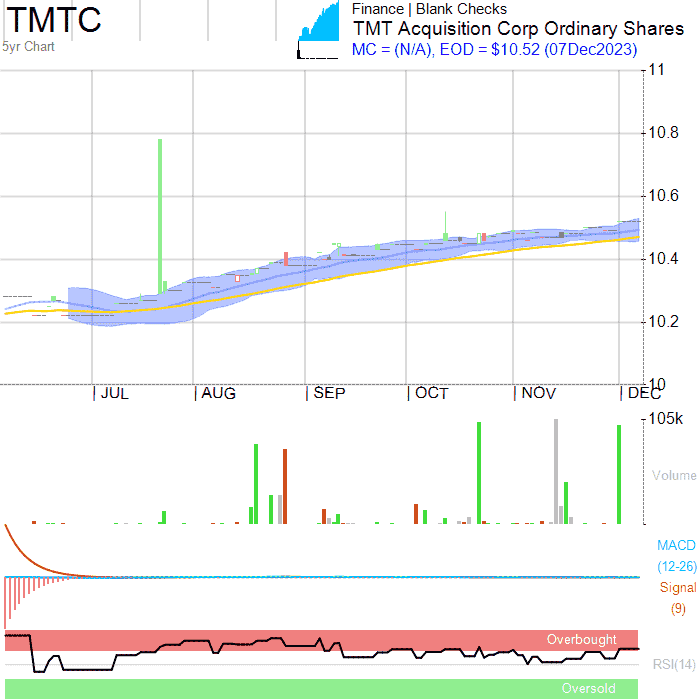 TMTC
5yr Chart
Finance | Blank Checks
TMT Acquisition Corp Ordinary Shares
MC = (N/A), EOD = $10.52 (07Dec2023)
11
10.8
10.6
10.4
10.2
10
JUL AUG SEP OCT NOV DEC
105k
Volume
MACD
(12-26)
Signal
(9)
Overbought
RSI(14)
Oversold